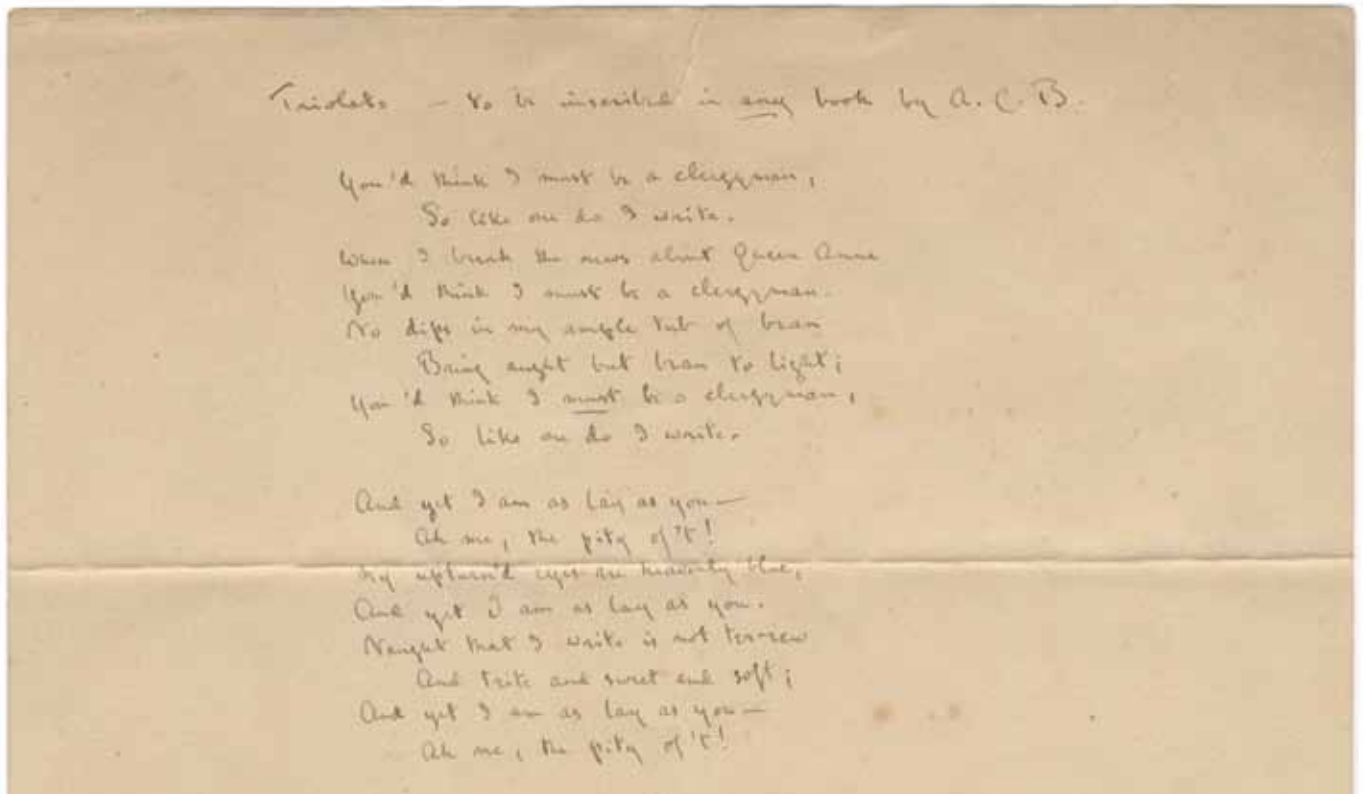 Triolets — to be inscribed in any book by A. C. B.
You'd think I must be a clergyman,
So like one do I write.
When I break the news about Queen Anne
You'd think I must be a clergyman.
No dips in my ample tub of bran
Bring aught but bran to light;
You'd think I must be a clergyman,
So like one do I write.
And yet I am as lay as you—
Ah me, the pity of 't!
My upturn'd eyes are heavenly blue,
And yet I am as lay as you.
Naught that I write is not
And trite and sweet and soft;
And yet I am as lay as you—
Ah me, the pity of 't!